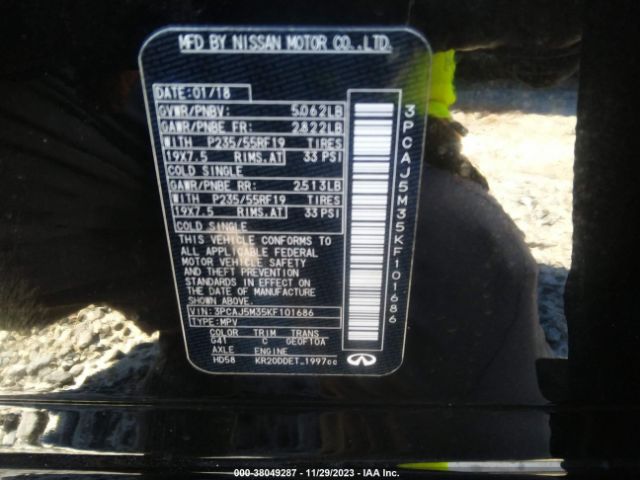 MFD BY NISSAN MOTOR CO.,LTD.
DATE: 01/18
GVWR/PNBV: 5062LB
GAWR/PNBE FR: 2822LB
WITH P235/55RF19 TIRES
19X7.5 RIMS.AT 33 PSI
COLD SINGLE
GAWR/PNBE RR: 2513LB
WITH P235/55RF19 TIRES
19X7.5 RIMS.AT 33 PSI
COLD SINGLE
THIS VEHICLE CONFORMS TO
ALL APPLICABLE FEDERAL
MOTOR VEHICLE SAFETY
AND THEFT PREVENTION
STANDARDS IN EFFECT ON
THE DATE OF MANUFACTURE
SHOWN ABOVE.
VIN: 3PCAJ5M35KF101686
TYPE: MPV
COLOR TRIM TRANS
G41 C GE0F10A
AXLE ENGINE
HD58 KR20DDET 1997cc
3PCAJ5M35KF101686
000-38049287 - 11/29/2023 - IAA Inc.